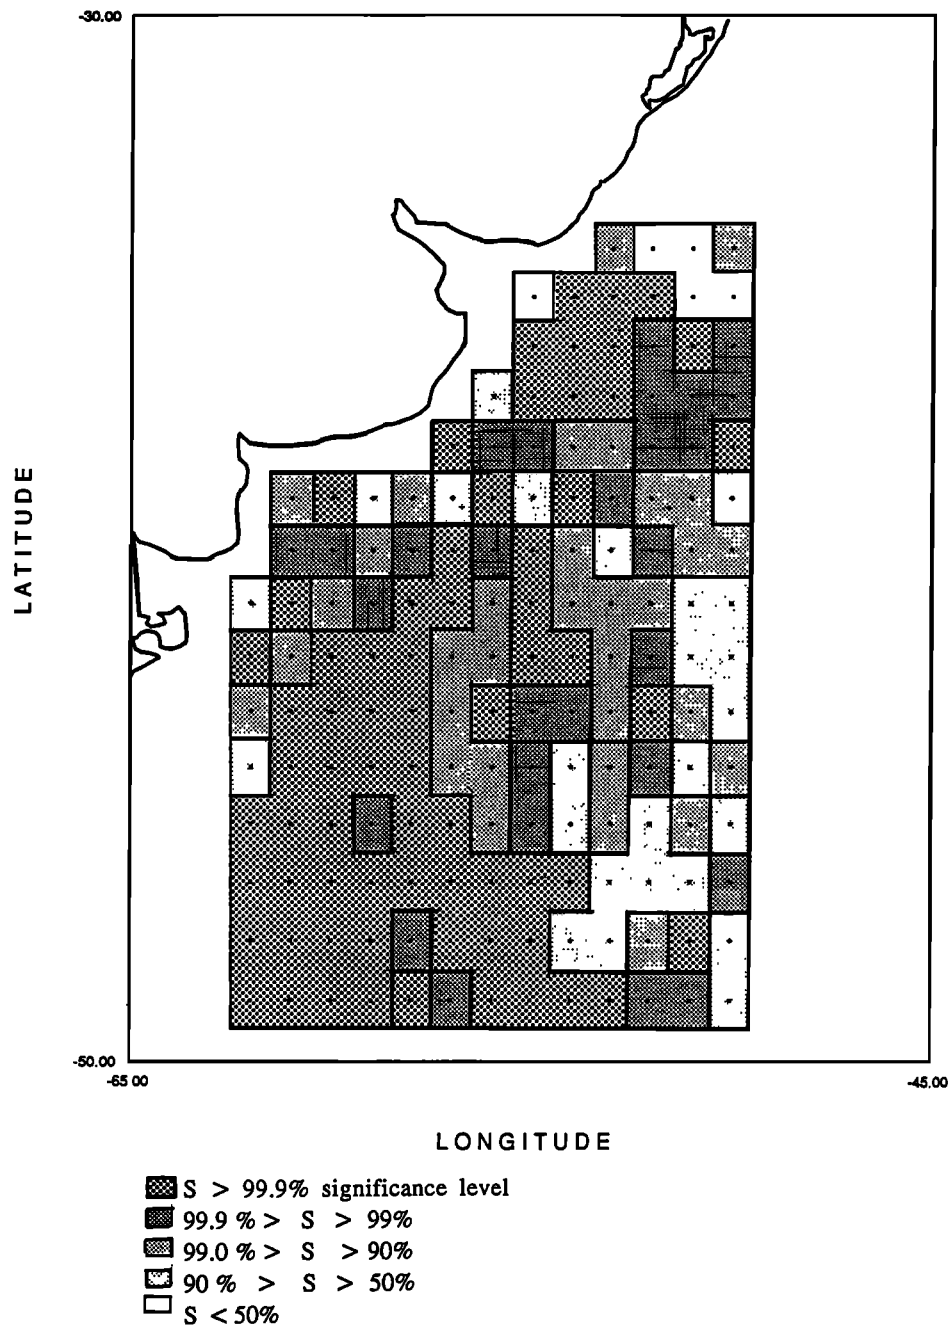 -30.00
LATITUDE
-50.00
-65 00
-45.00
LONGITUDE
S > 99.9% significance level
99.9 % > S > 99%
99.0 % > S > 90%
90 % > S > 50%
S < 50%